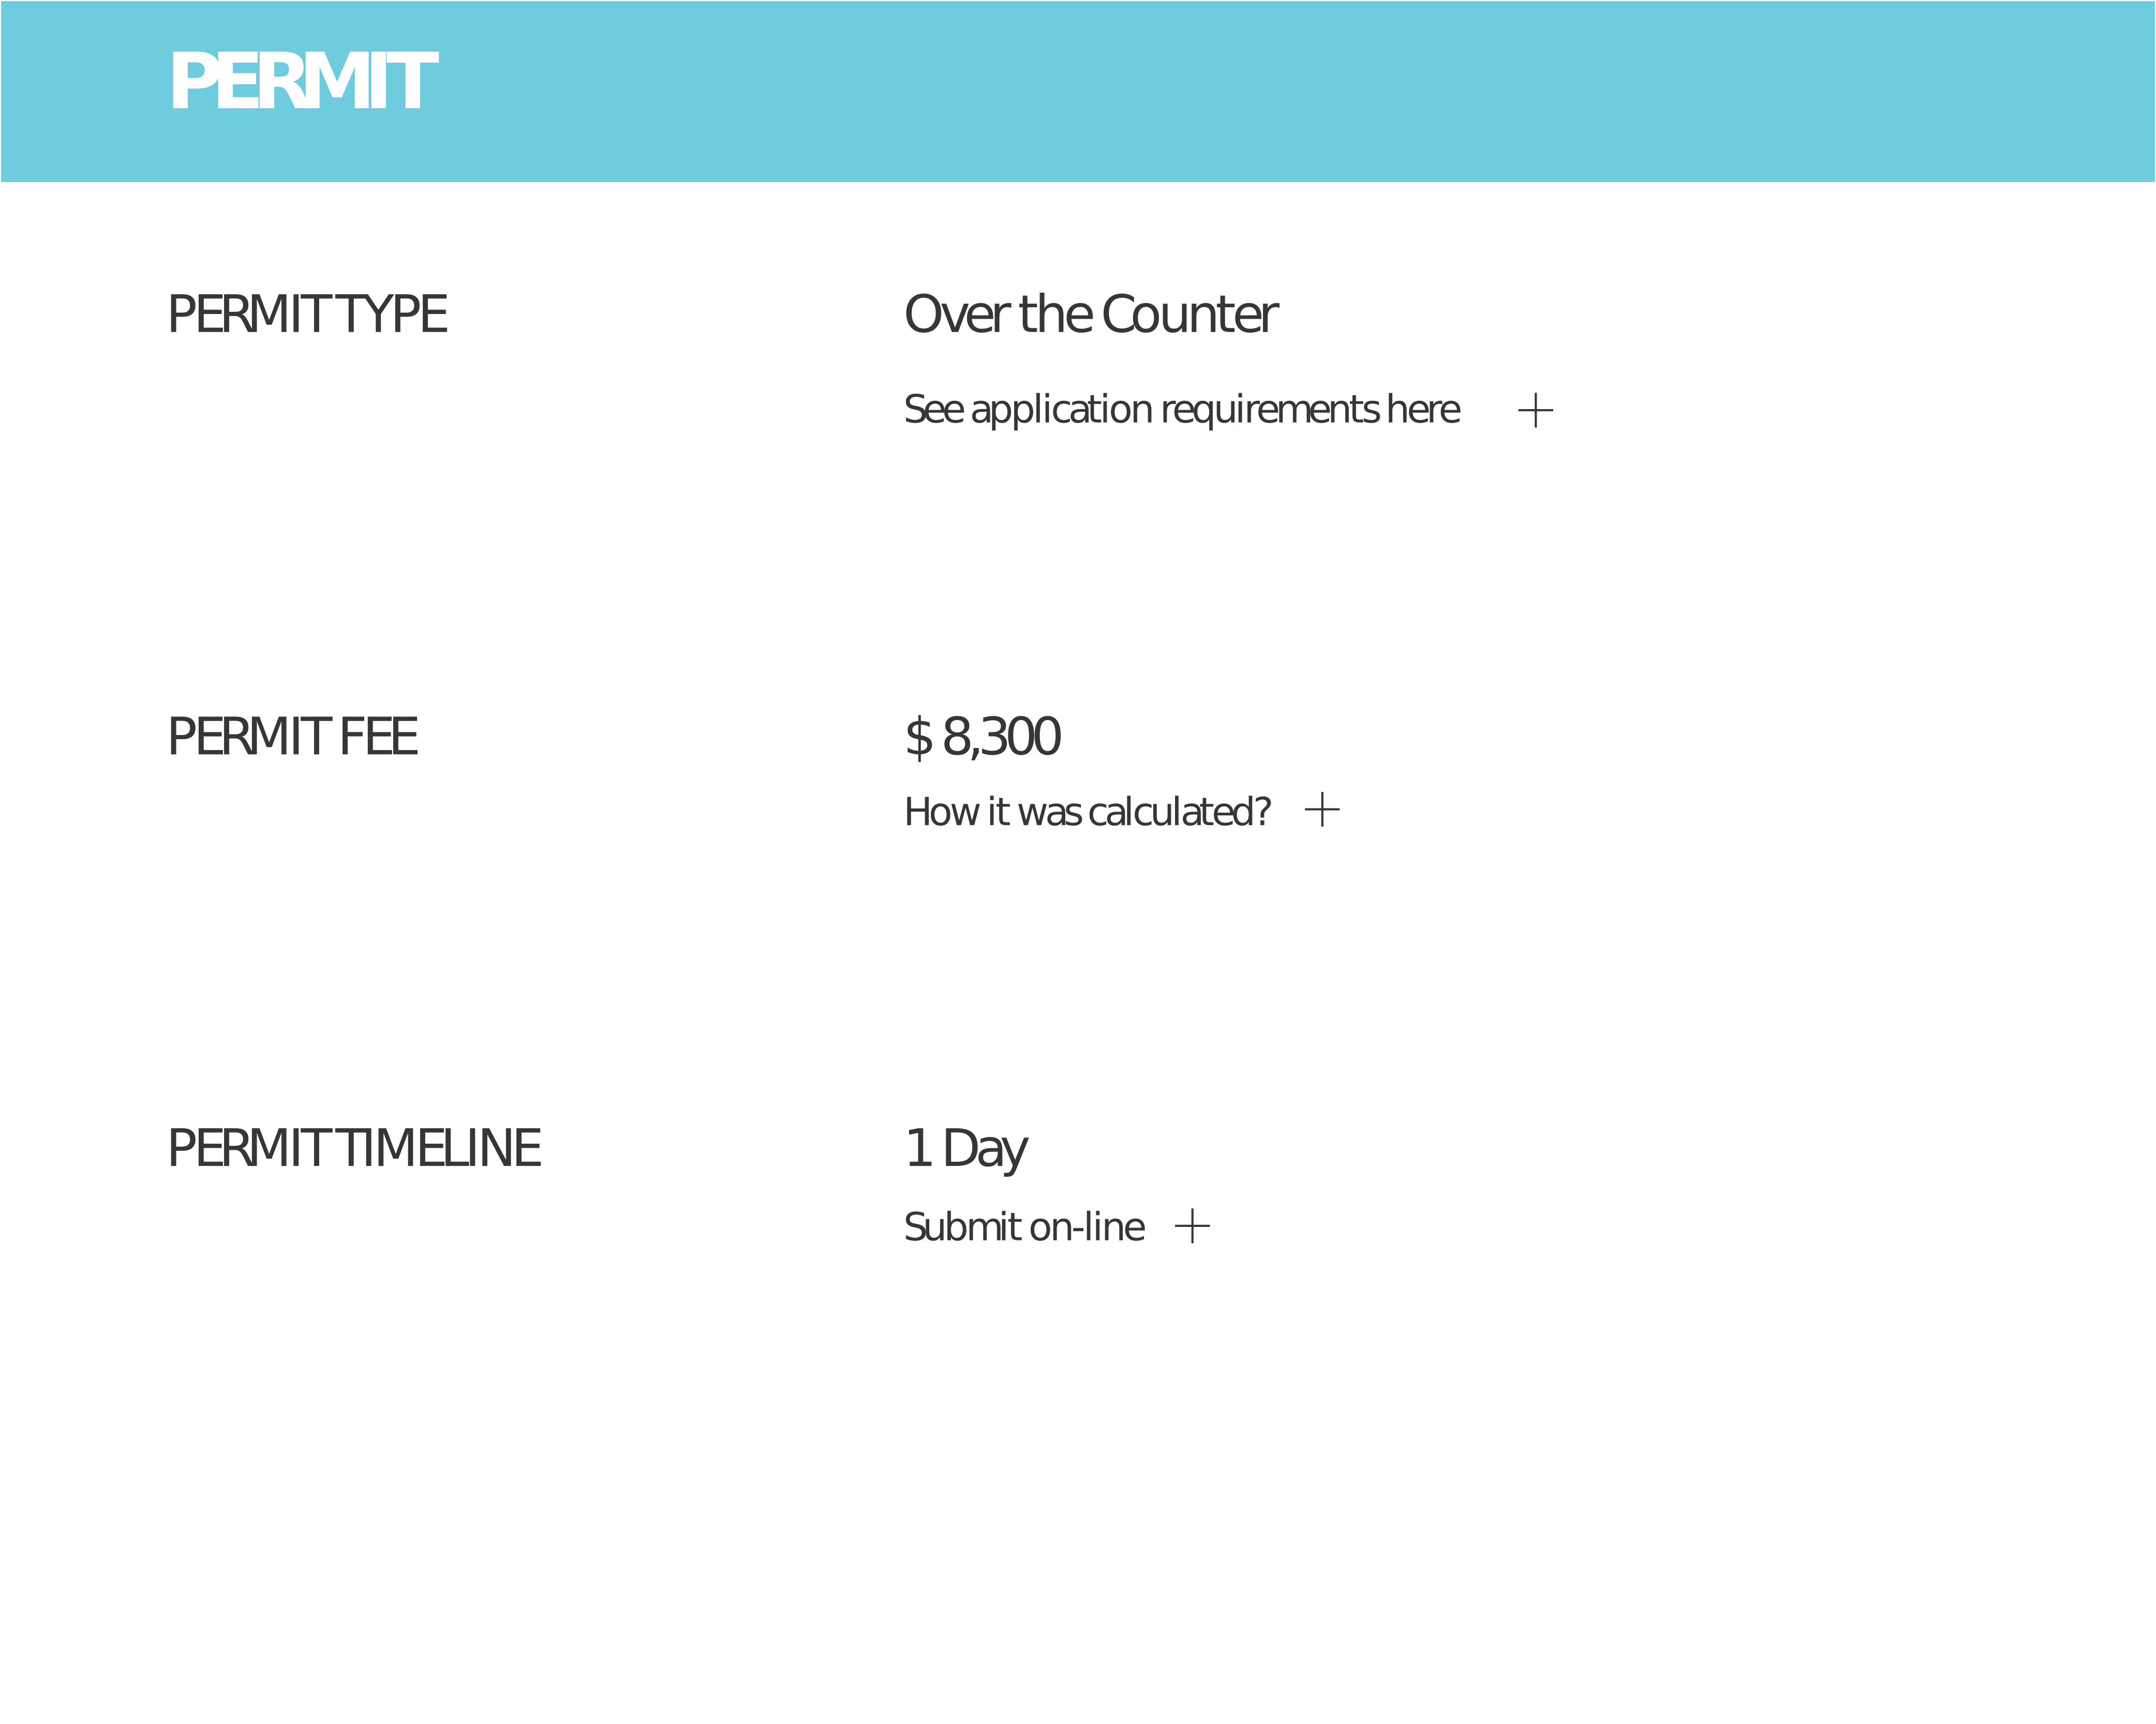 PERMIT
PERMIT TYPE
Over the Counter
See application requirements here
PERMIT FEE
$ 8,300
How it was calculated?
PERMIT TIMELINE
1 Day
Submit on-line